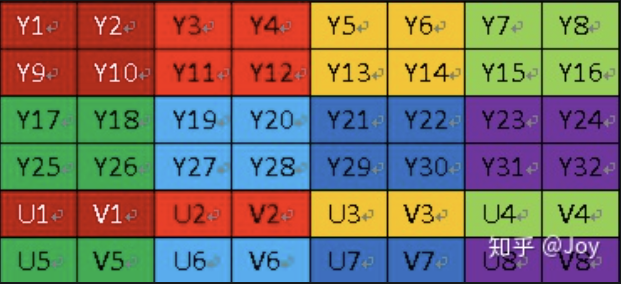 Y1 Y2 Y3 Y4 Y5 Y6 Y7 Y8
Y9 Y10 Y11 Y12 Y13 Y14 Y15 Y16
Y17 Y18 Y19 Y20 Y21 Y22 Y23 Y24
Y25 Y26 Y27 Y28 Y29 Y30 Y31 Y32
U1 V1 U2 V2 U3 V3 U4 V4
U5 V5 U6 V6 U7 V7 U8 V8
知乎 @Joy